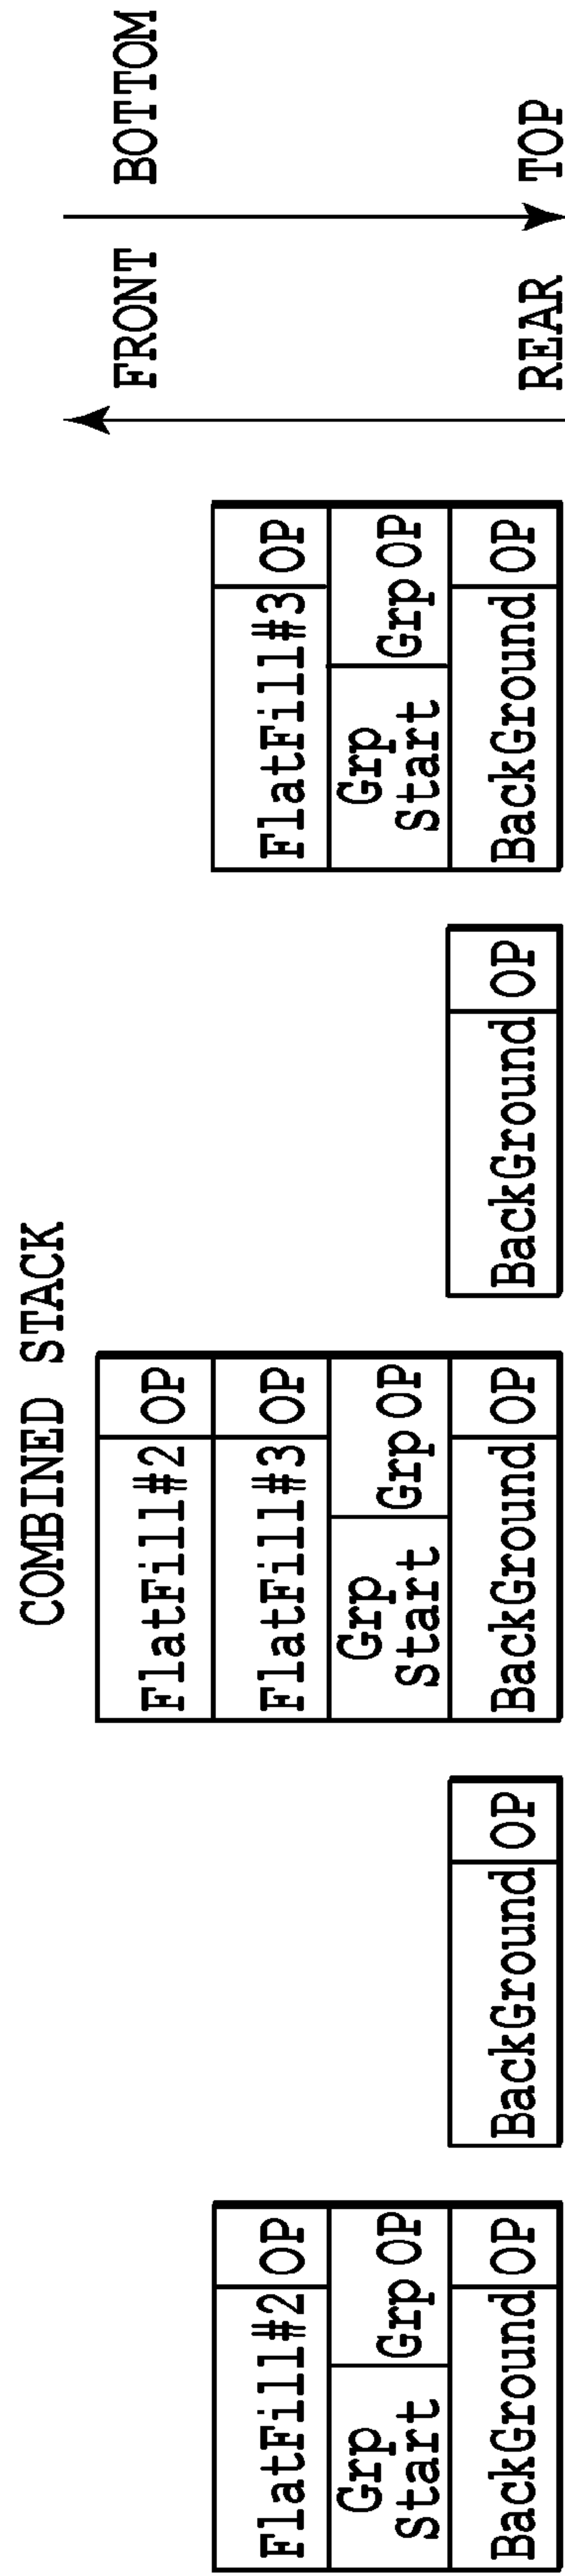 COMBINED STACK
FlatFill#2 OP
Grp Start Grp OP
BackGround OP
BackGround OP
FlatFill#2 OP
FlatFill#3 OP
Grp Start Grp OP
BackGround OP
BackGround OP
FlatFill#3 OP
Grp Start Grp OP
BackGround OP
FRONT
REAR
BOTTOM
TOP